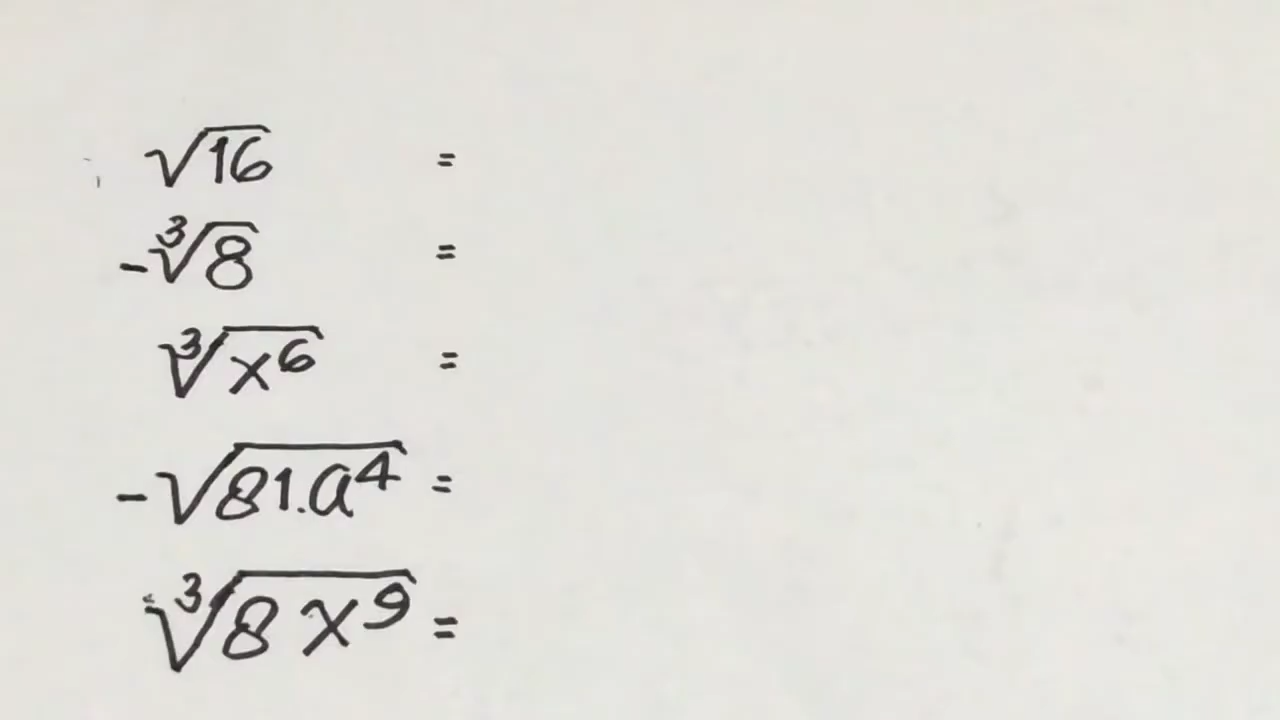 √16 =
-∛8 =
∛x⁶ =
-√81.a⁴ =
∛8x⁹ =